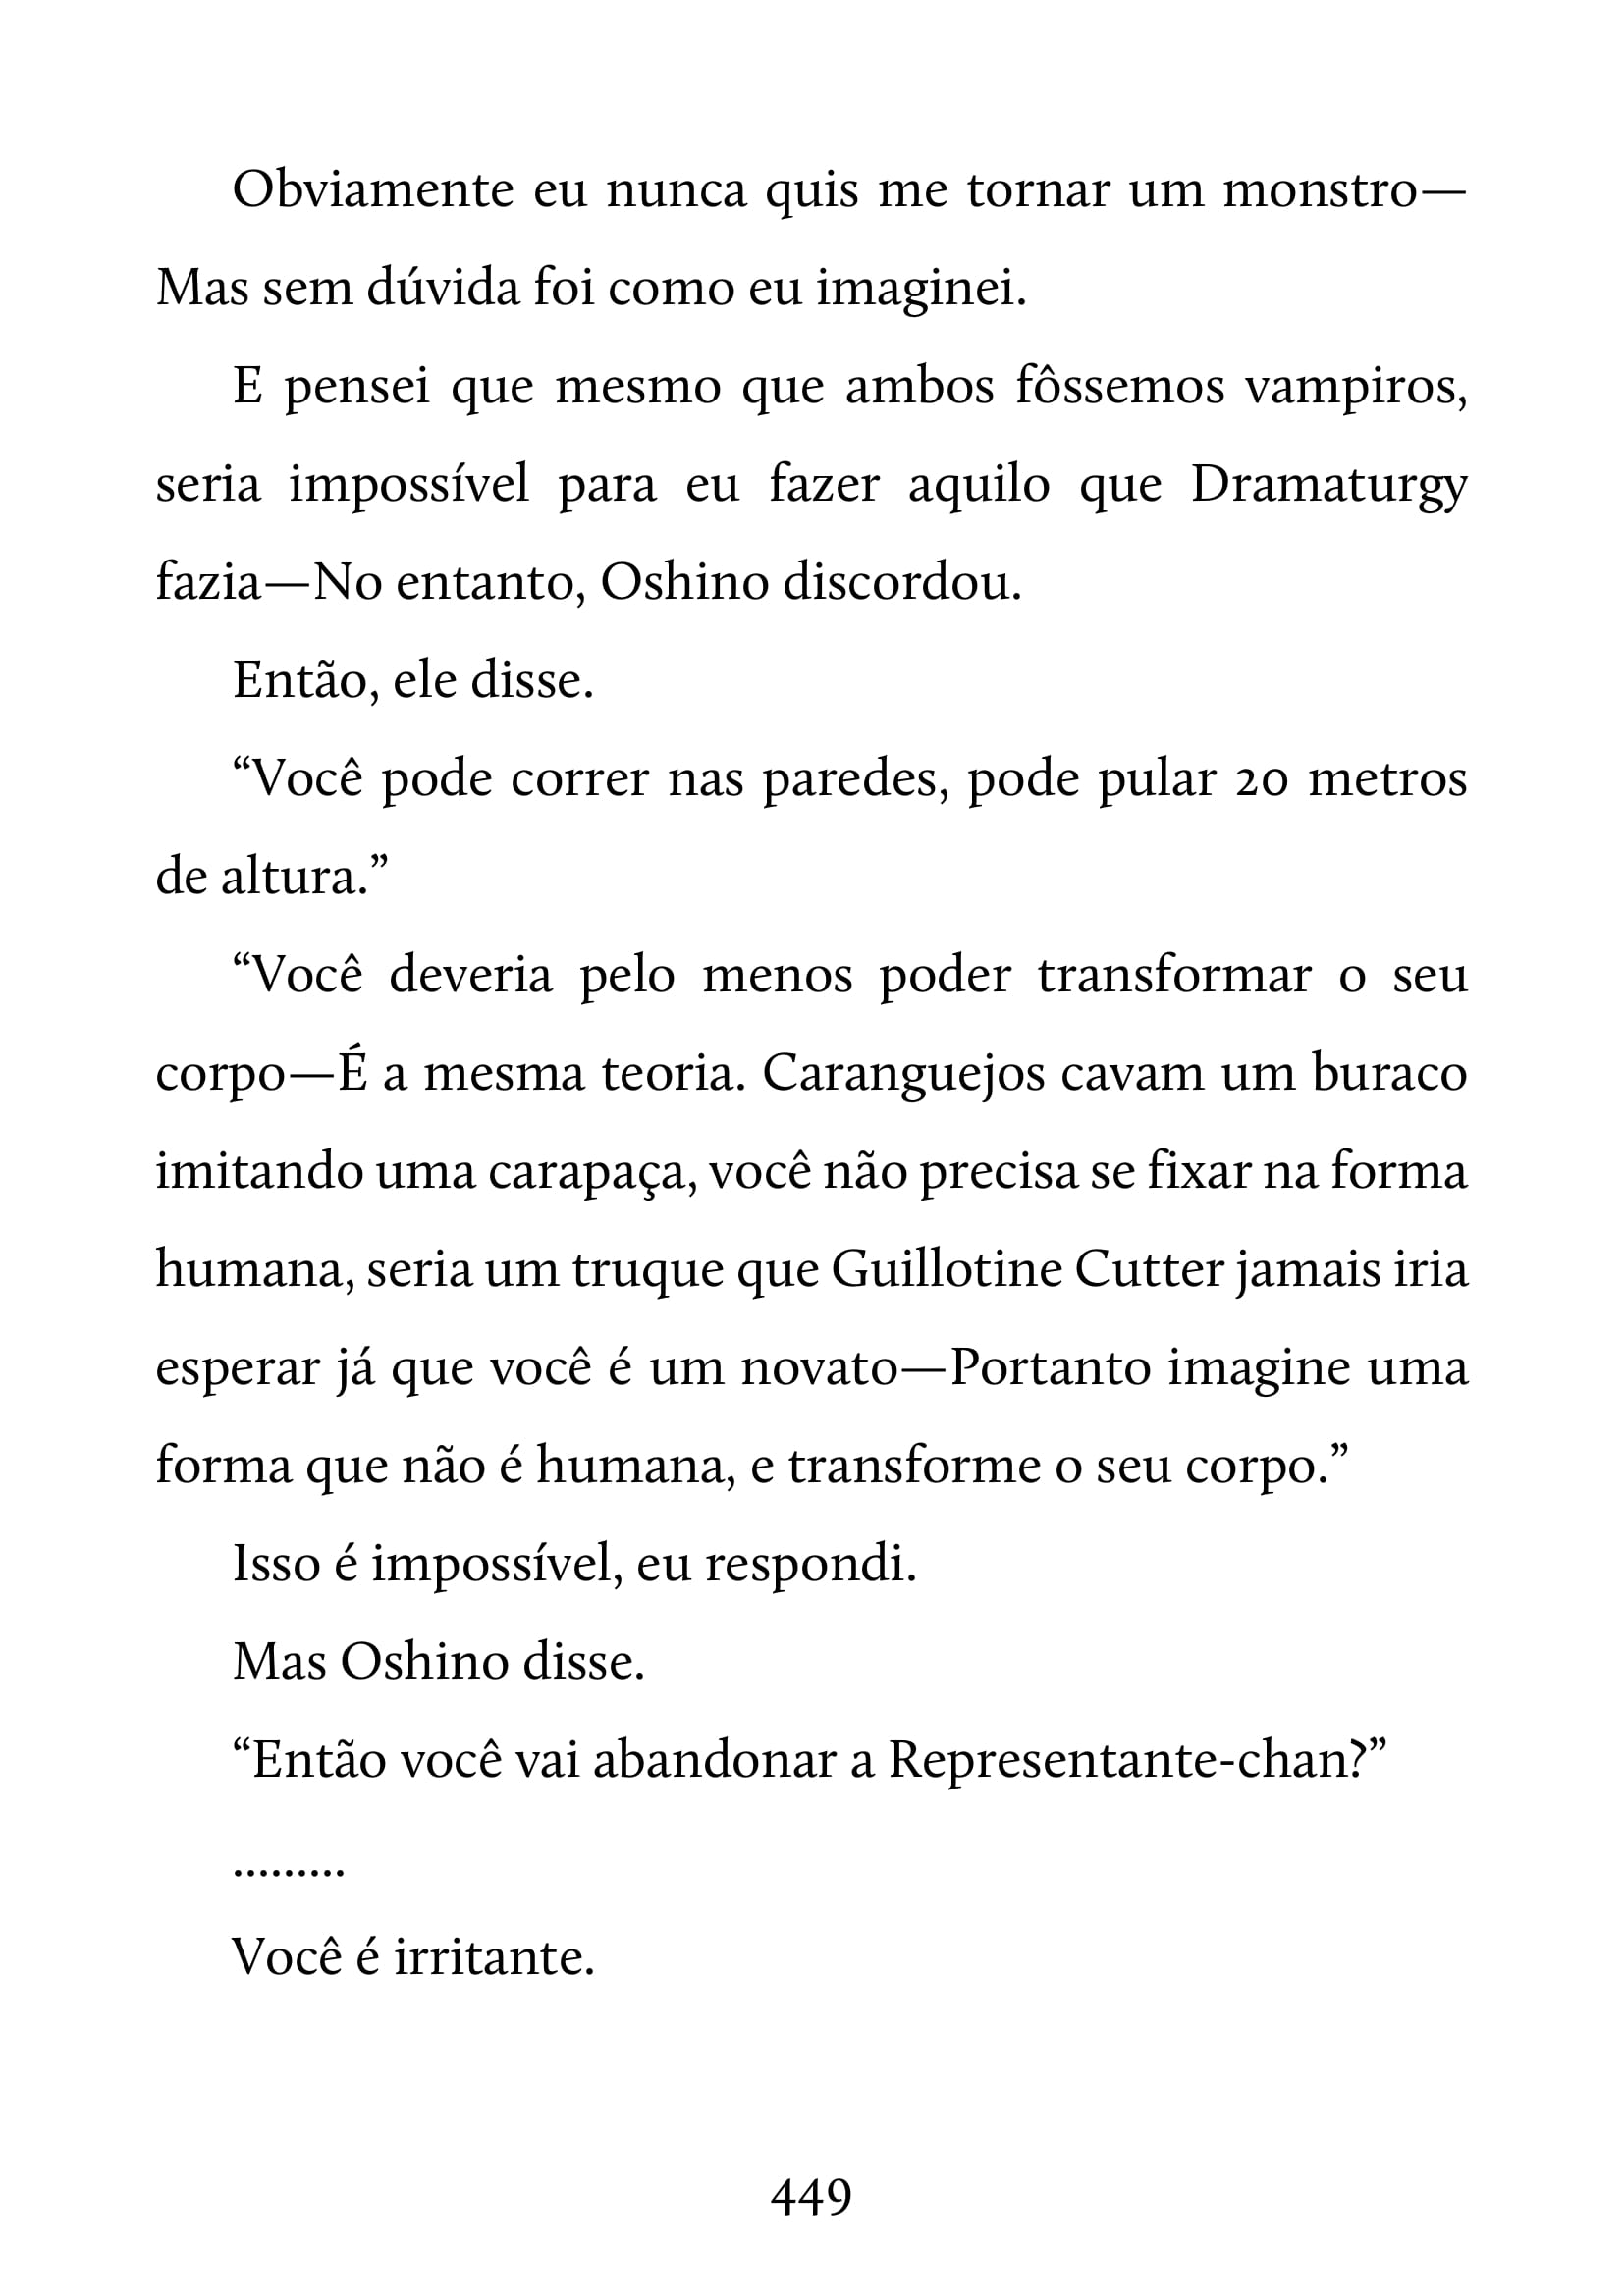 Obviamente eu nunca quis me tornar um monstro—
Mas sem dúvida foi como eu imaginei.
E pensei que mesmo que ambos fôssemos vampiros,
seria impossível para eu fazer aquilo que Dramaturgy
fazia—No entanto, Oshino discordou.
Então, ele disse.
“Você pode correr nas paredes, pode pular 20 metros
de altura.”
“Você deveria pelo menos poder transformar o seu
corpo—É a mesma teoria. Caranguejos cavam um buraco
imitando uma carapaça, você não precisa se fixar na forma
humana, seria um truque que Guillotine Cutter jamais iria
esperar já que você é um novato—Portanto imagine uma
forma que não é humana, e transforme o seu corpo.”
Isso é impossível, eu respondi.
Mas Oshino disse.
“Então você vai abandonar a Representante-chan?”
.........
Você é irritante.
449